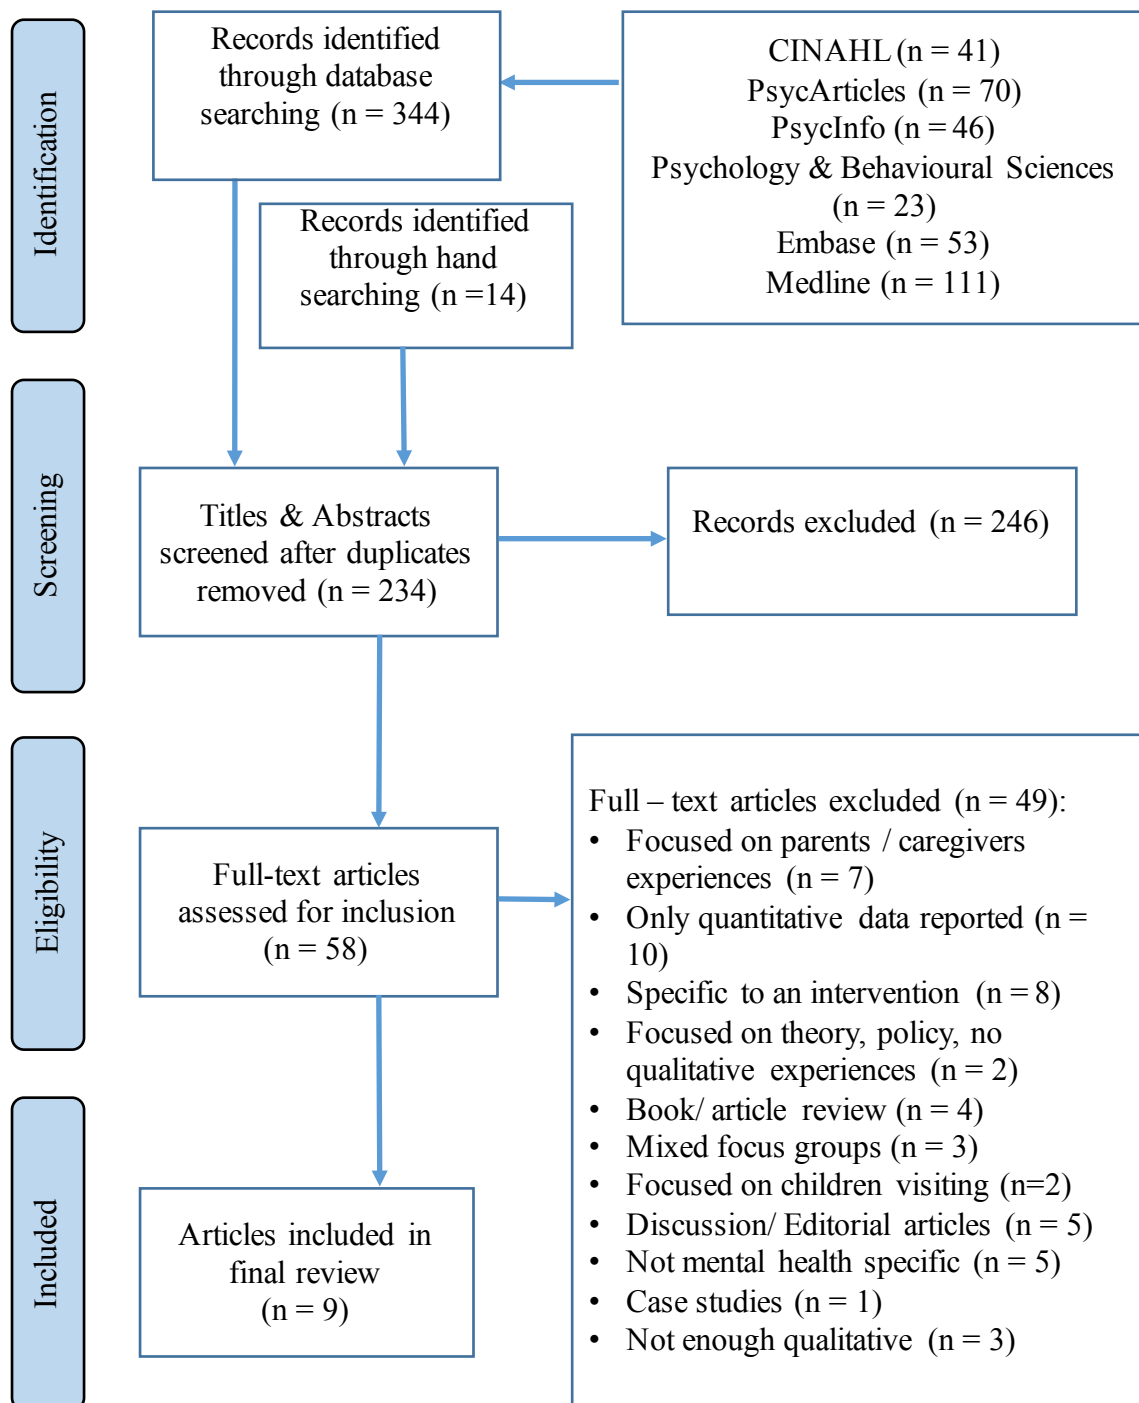 Identification
Records identified
through database
searching (n = 344)
CINAHL (n = 41)
PsycArticles (n = 70)
PsycInfo (n = 46)
Psychology & Behavioural Sciences
(n = 23)
Embase (n = 53)
Medline (n = 111)
Records identified
through hand
searching (n =14)
Screening
Titles & Abstracts
screened after duplicates
removed (n = 234)
Records excluded (n = 246)
Eligibility
Full-text articles
assessed for inclusion
(n = 58)
Full – text articles excluded (n = 49):
• Focused on parents / caregivers
experiences (n = 7)
• Only quantitative data reported (n =
10)
• Specific to an intervention (n = 8)
• Focused on theory, policy, no
qualitative experiences (n = 2)
• Book/ article review (n = 4)
• Mixed focus groups (n = 3)
• Focused on children visiting (n=2)
• Discussion/ Editorial articles (n = 5)
• Not mental health specific (n = 5)
• Case studies (n = 1)
• Not enough qualitative (n = 3)
Included
Articles included in
final review
(n = 9)